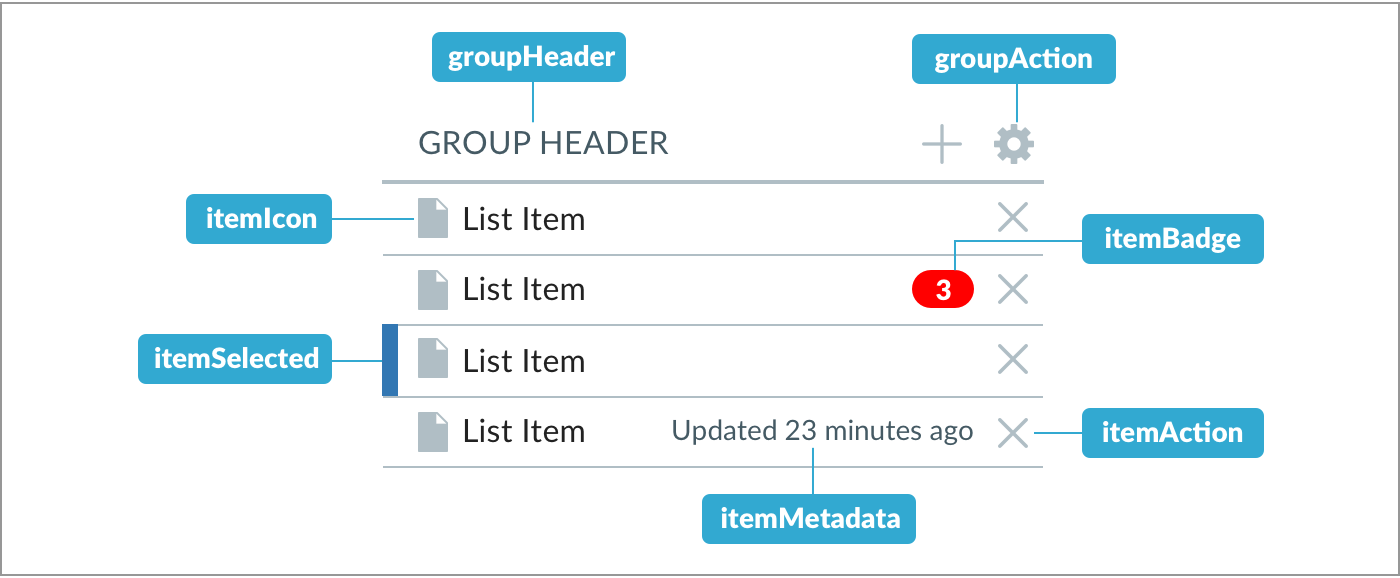 groupHeader
groupAction
GROUP HEADER
itemIcon
List Item
itemBadge
List Item
3
itemSelected
List Item
List Item
Updated 23 minutes ago
itemAction
itemMetadata